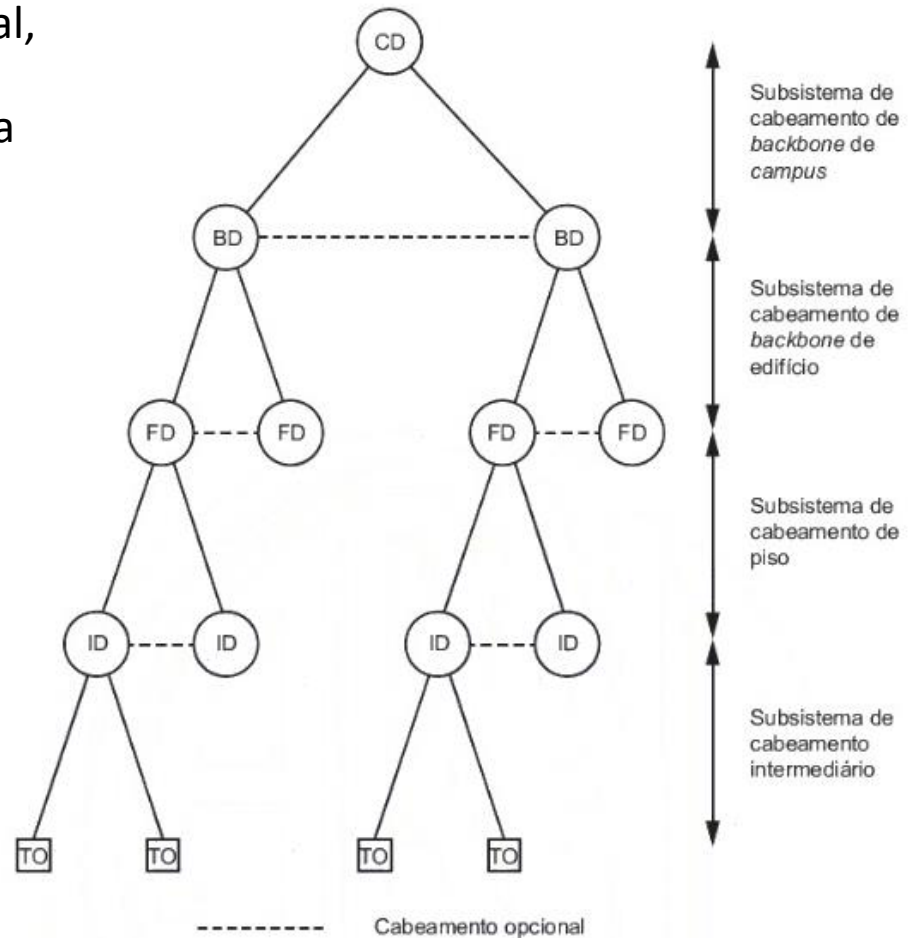 al,
a
CD
Subsistema de
cabeamento de
backbone de
campus
BD
BD
Subsistema de
cabeamento de
backbone de
edifício
FD
FD
FD
FD
Subsistema de
cabeamento de
piso
ID
ID
ID
ID
Subsistema de
cabeamento
intermediário
TO
TO
TO
TO
Cabeamento opcional